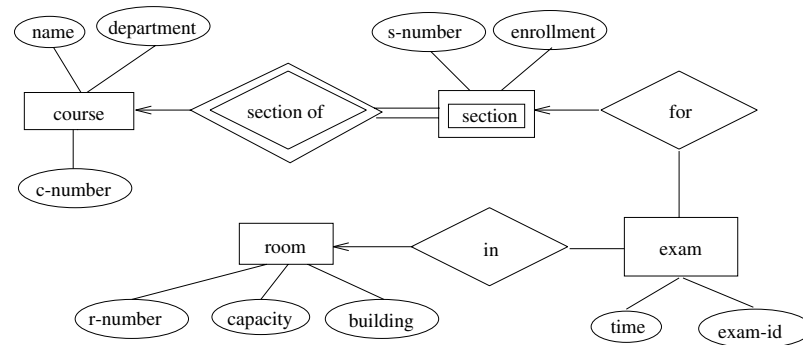 name
department
s-number
enrollment
course
section of
section
for
c-number
room
in
exam
r-number
capacity
building
time
exam-id